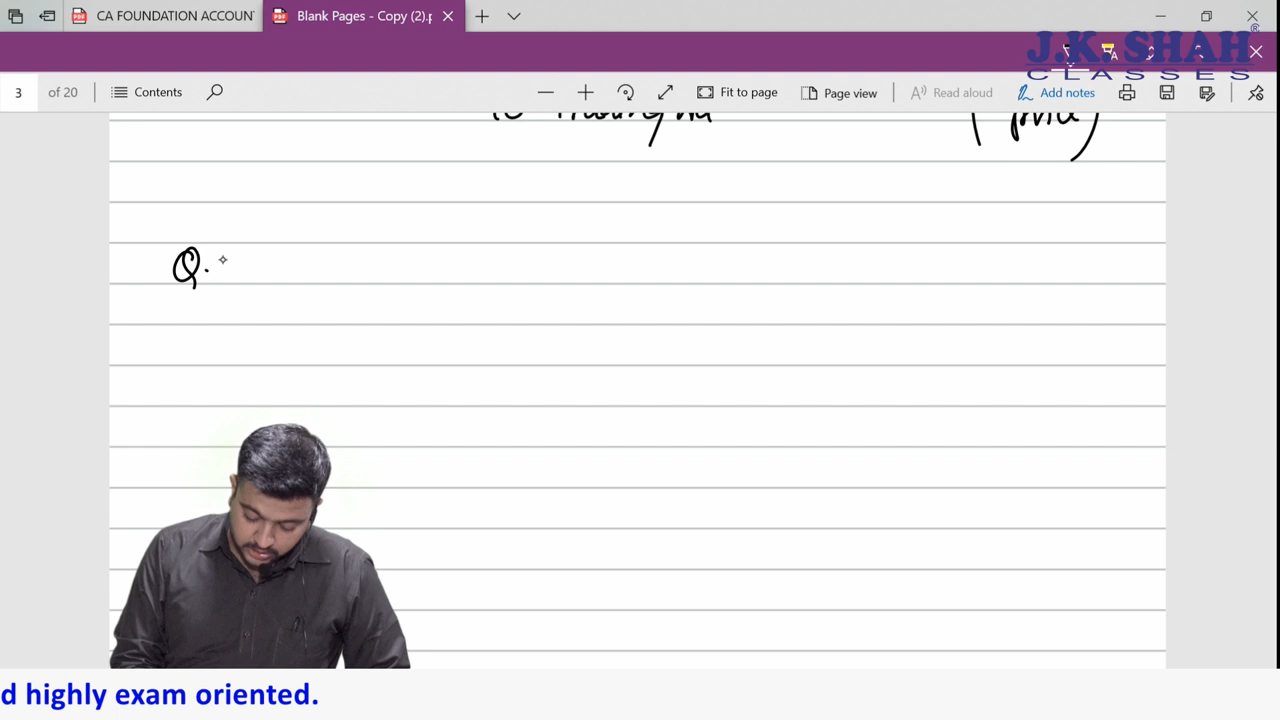 CA FOUNDATION ACCOUN
Blank Pages - Copy (2).p
J.K. SHAH®
CLASSES
3 of 20 Contents Fit to page Page view Read aloud Add notes
To
Q.
d highly exam oriented.